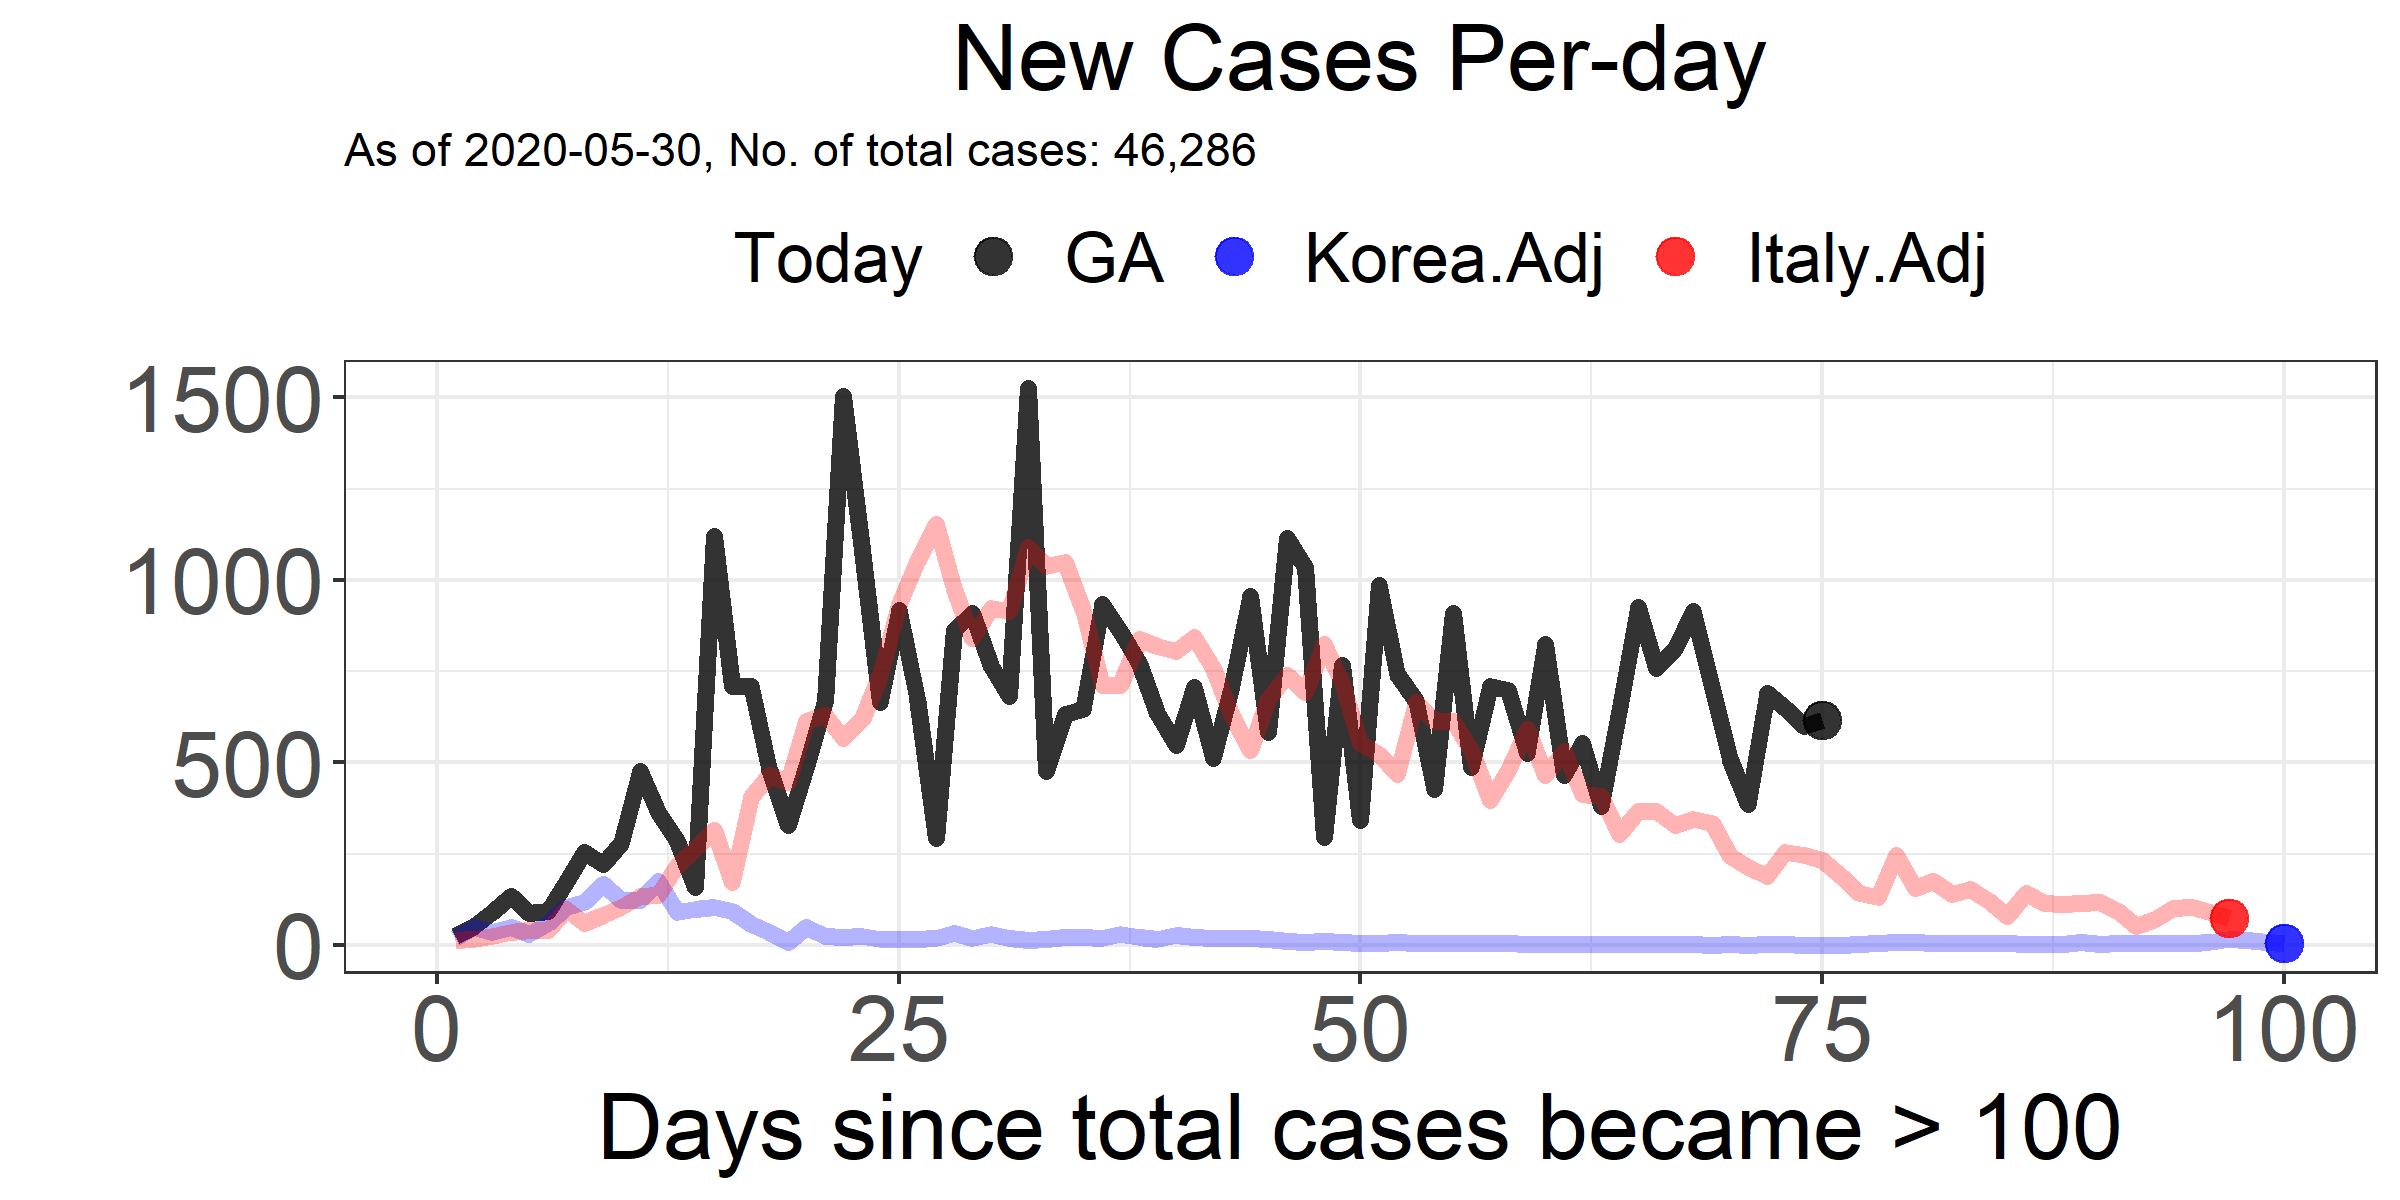 New Cases Per-day
As of 2020-05-30, No. of total cases: 46,286
Today GA Korea.Adj Italy.Adj
1500
1000
500
0
0 25 50 75 100
Days since total cases became > 100